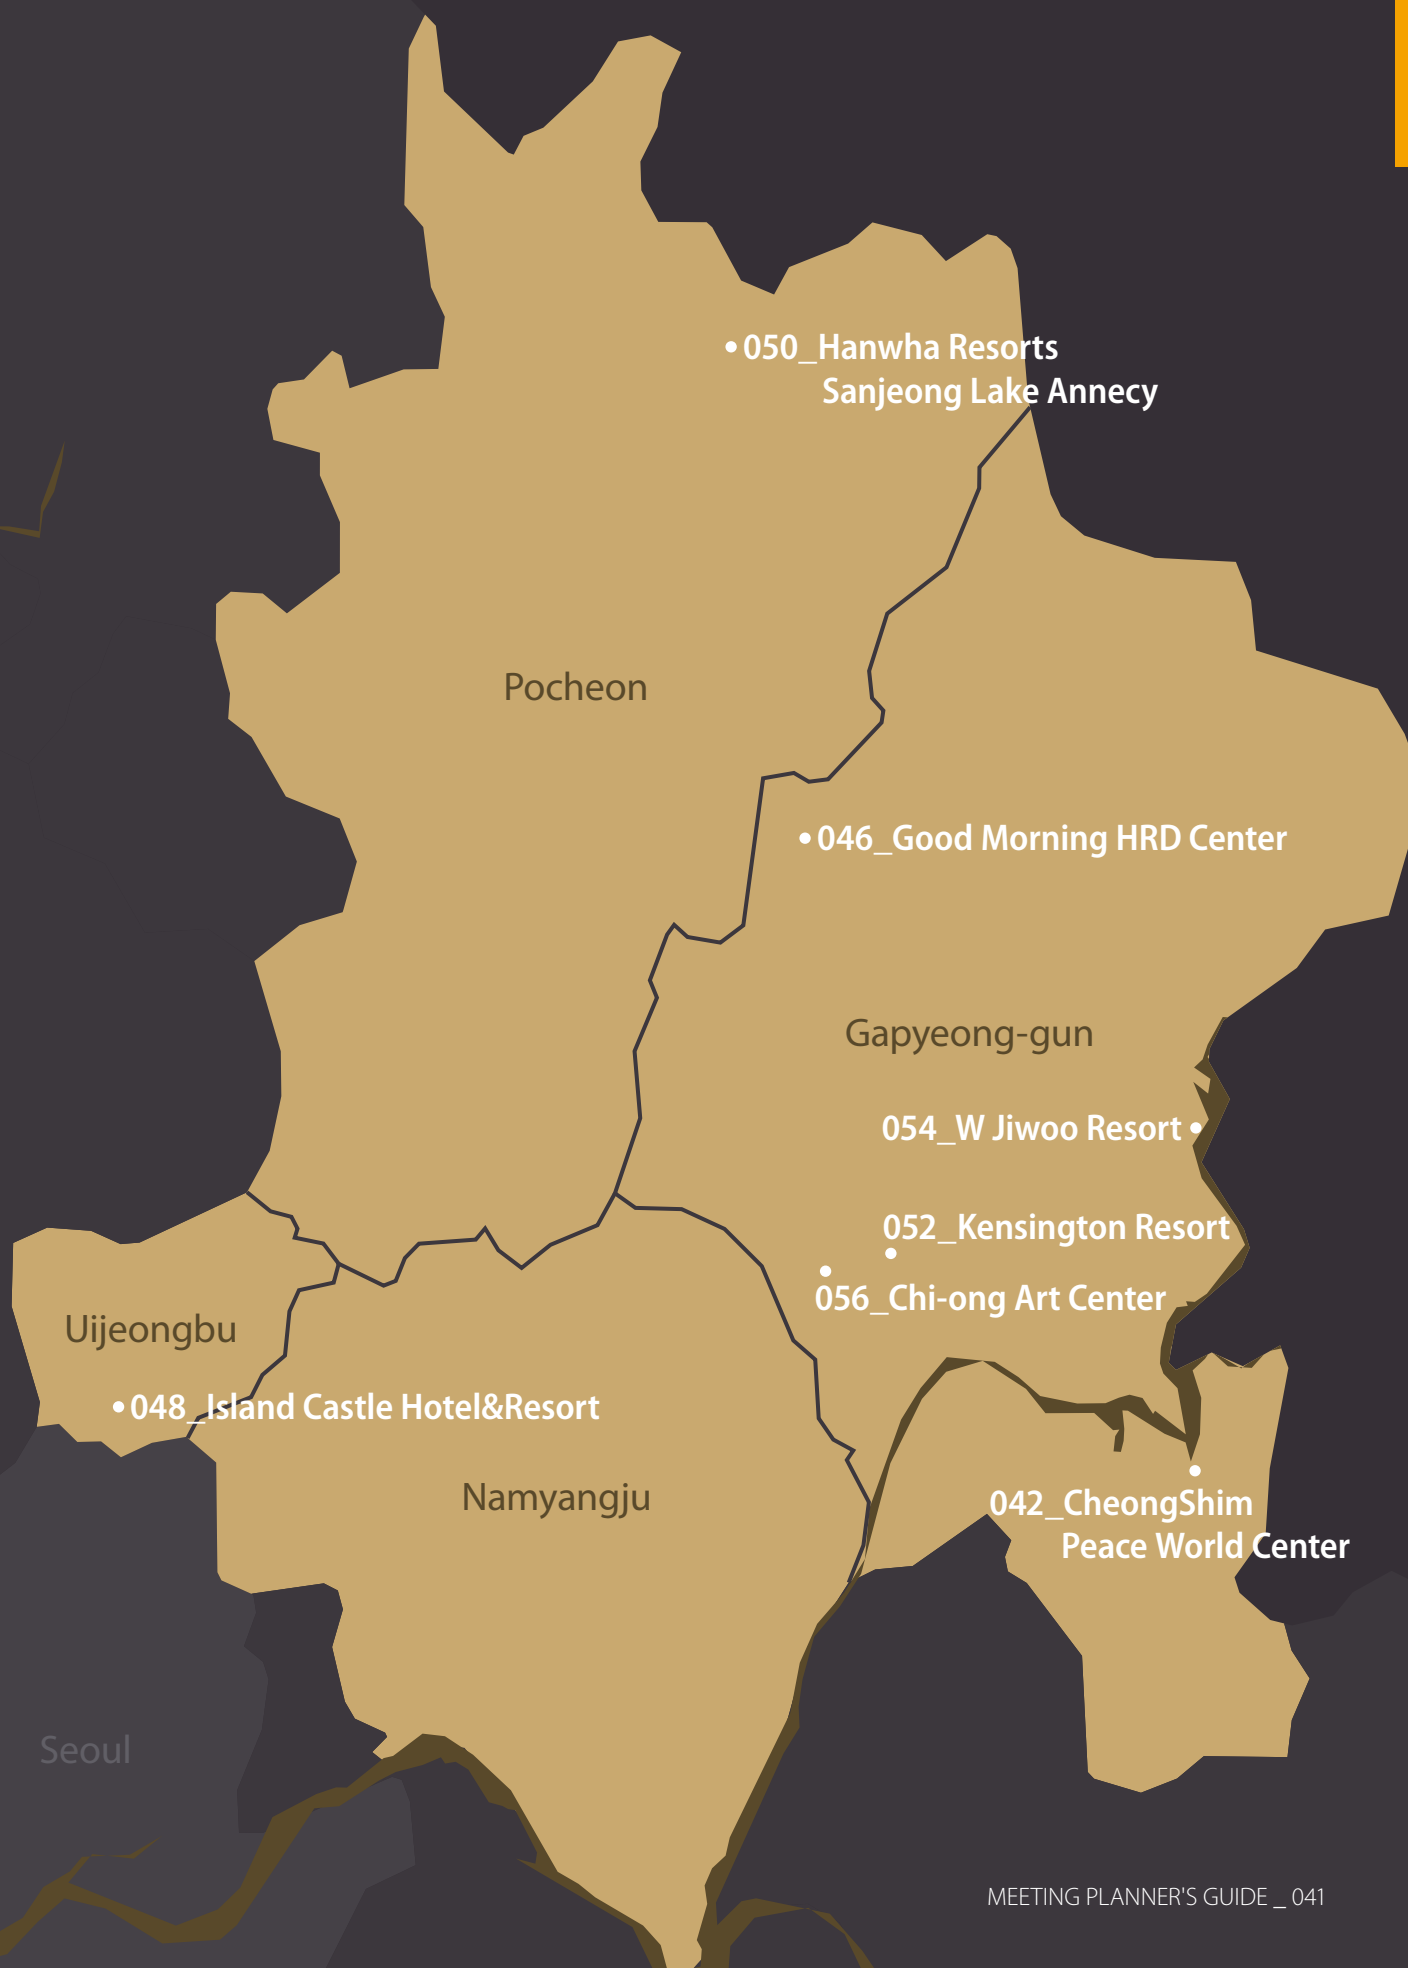 050_Hanwha Resorts
Sanjeong Lake Annecy
Pocheon
046_Good Morning HRD Center
Gapyeong-gun
054_W Jiwoo Resort
052_Kensington Resort
056_Chi-ong Art Center
Uijeongbu
048_Island Castle Hotel&Resort
Namyangju
042_CheongShim
Peace World Center
Seoul
MEETING PLANNER'S GUIDE _ 041